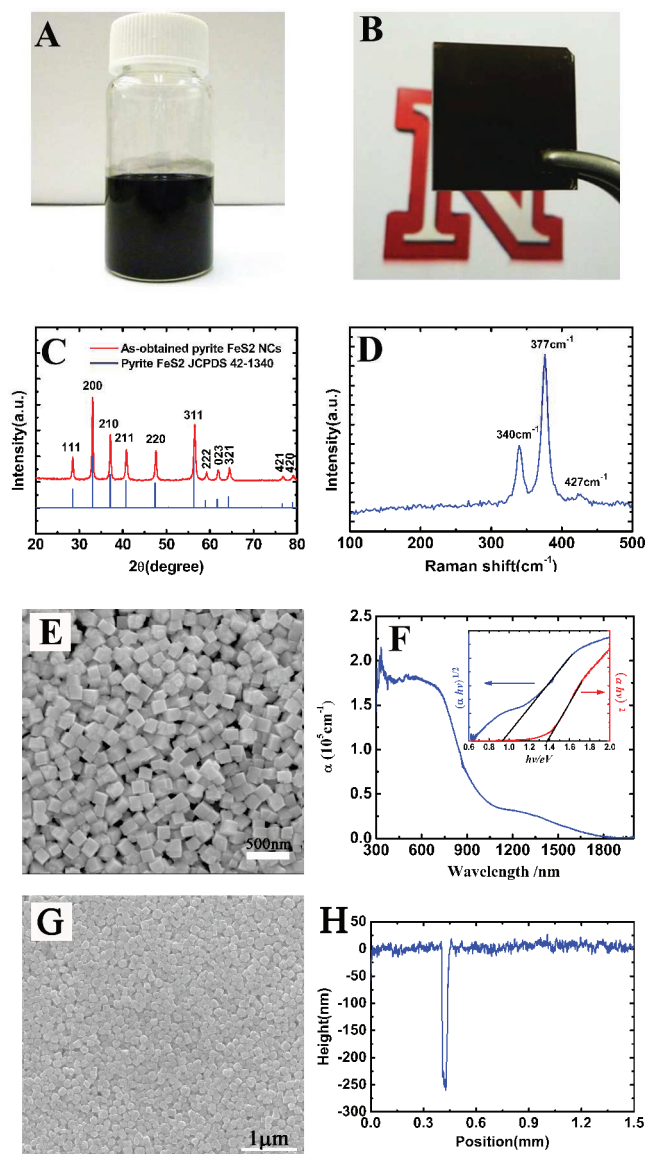 A
B
N
C
As-obtained pyrite FeS2 NCs
Pyrite FeS2 JCPDS 42-1340
111
200
210
211
220
311
222
023
321
421
420
Intensity(a.u.)
20 30 40 50 60 70 80
2θ(degree)
D
377cm-1
340cm-1
427cm-1
Intensity(a.u.)
100 200 300 400 500
Raman shift(cm-1)
E
500nm
F
2.5
2.0
1.5
1.0
0.5
0.0
α (10⁵cm⁻¹)
300 600 900 1200 1500 1800
Wavelength /nm
(α hν)1/2
(α hν)2
0.6 0.8 1.0 1.2 1.4 1.6 1.8 2.0
hν/eV
G
1μm
H
50
25
0
-50
-100
-150
-200
-250
-300
Height(nm)
0.0 0.3 0.6 0.9 1.2 1.5
Position(mm)